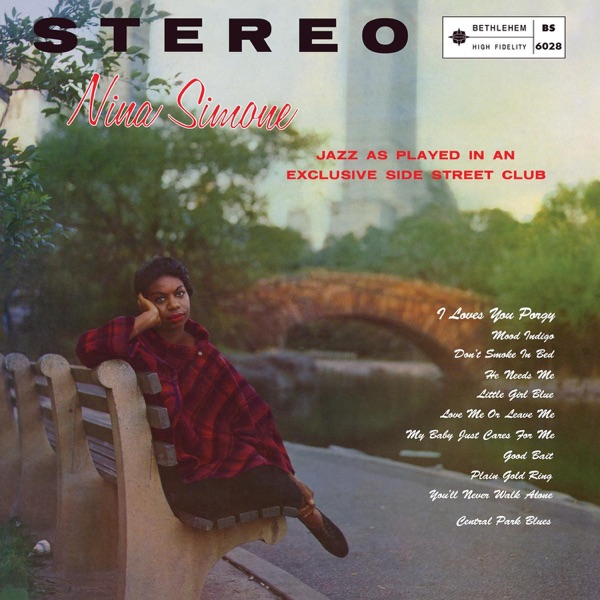 STEREO
BETHLEHEM
HIGH FIDELITY
BS
6028
Nina Simone
JAZZ AS PLAYED IN AN
EXCLUSIVE SIDE STREET CLUB
I Loves You Porgy
Mood Indigo
Don't Smoke In Bed
He Needs Me
Little Girl Blue
Love Me Or Leave Me
My Baby Just Cares For Me
Good Bait
Plain Gold Ring
You'll Never Walk Alone
Central Park Blues